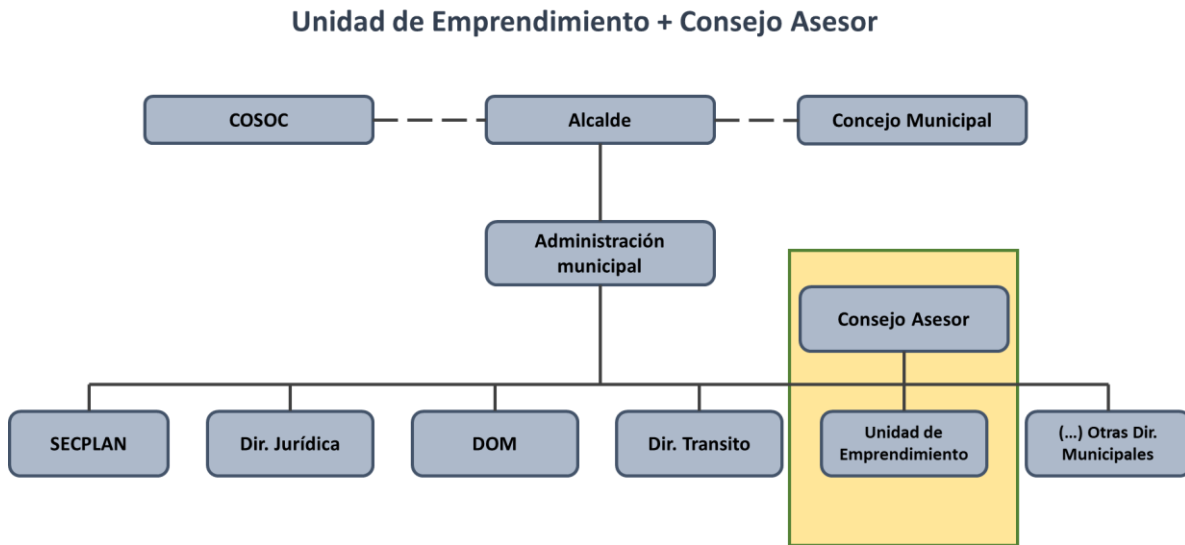 Unidad de Emprendimiento + Consejo Asesor
COSOC
Alcalde
Concejo Municipal
Administración
municipal
Consejo Asesor
SECPLAN
Dir. Jurídica
DOM
Dir. Transito
Unidad de
Emprendimiento
(...) Otras Dir.
Municipales